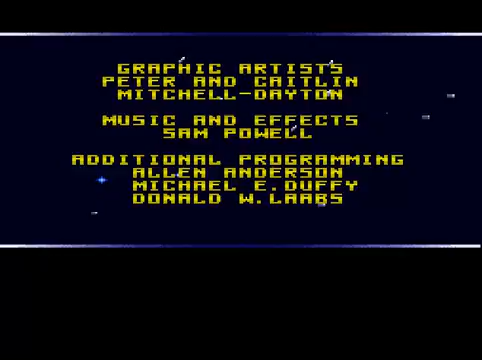 GRAPHIC ARTISTS
PETER AND CAITLIN
MITCHELL-DAYTON
MUSIC AND EFFECTS
SAM POWELL
ADDITIONAL PROGRAMMING
ALLEN ANDERSON
MICHAEL E.DUFFY
DONALD W.LAABS